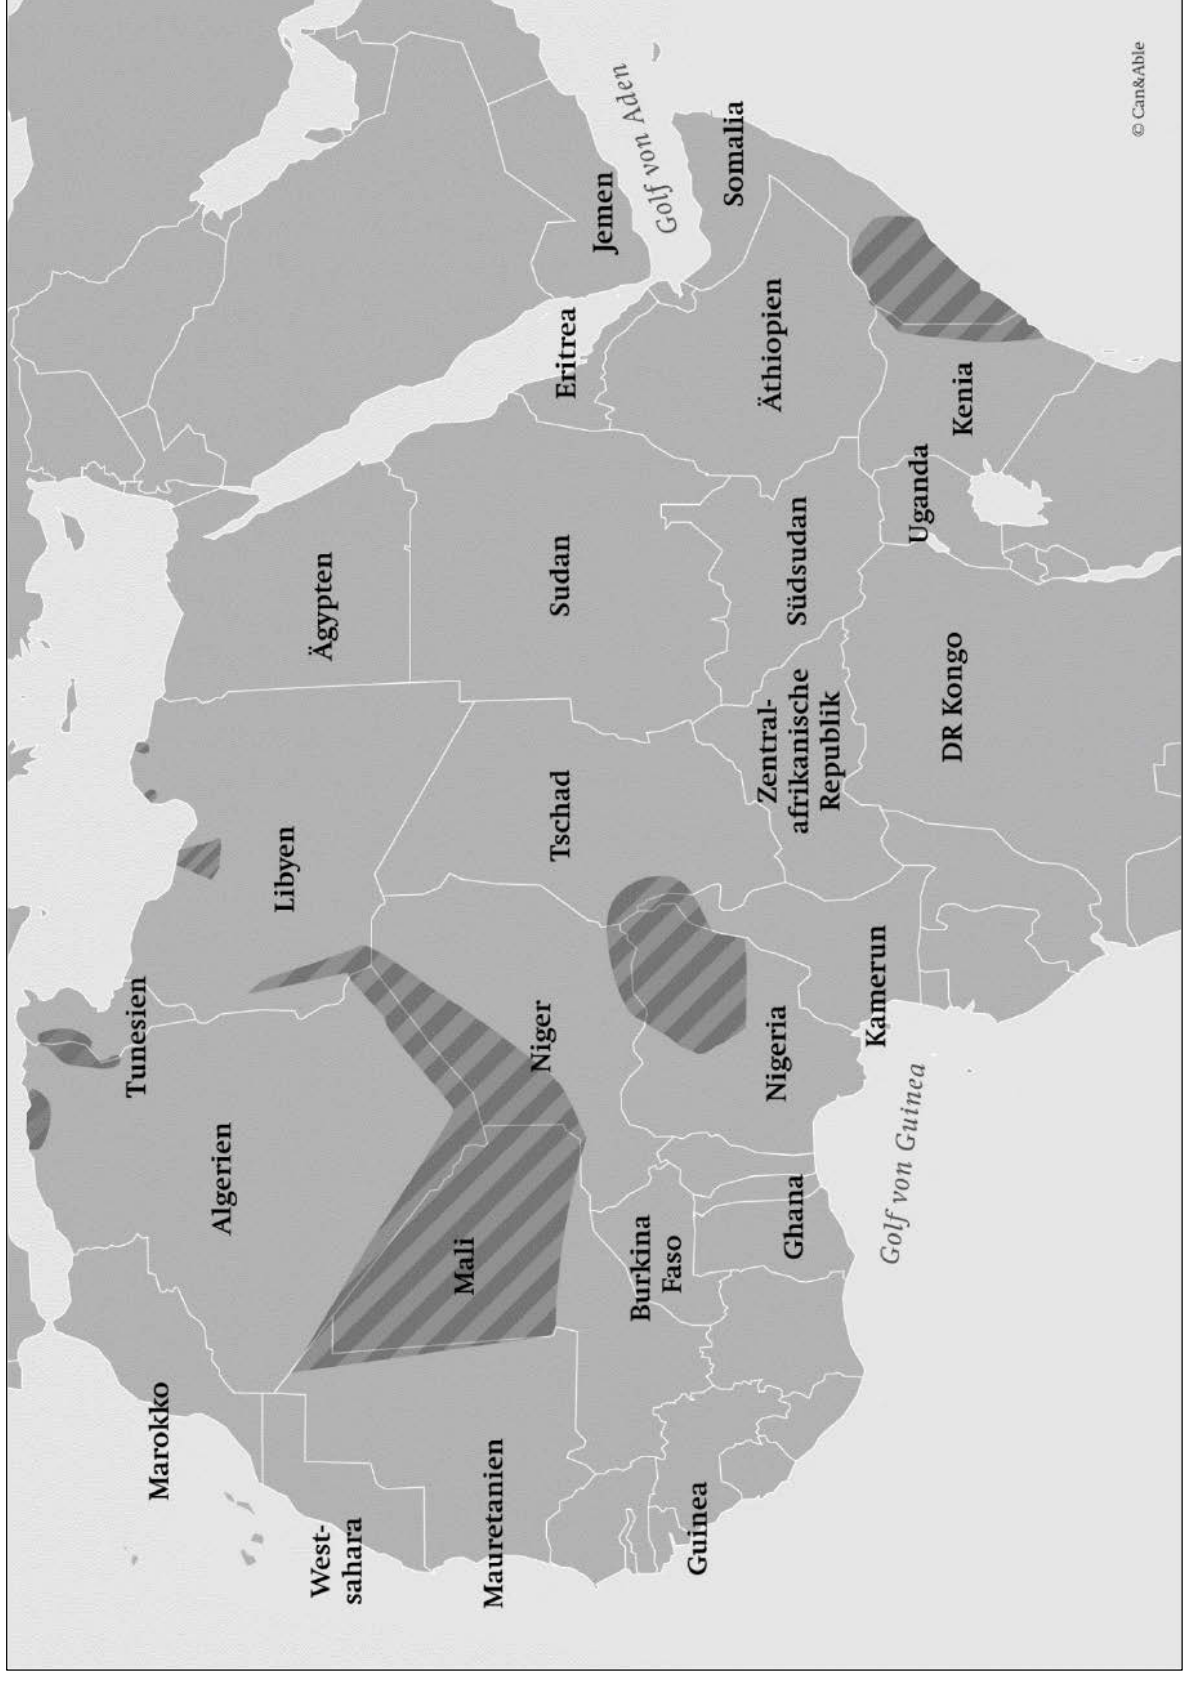 Marokko
Tunesien
Algerien
Libyen
Ägypten
West-
sahara
Mauretanien
Mali
Niger
Tschad
Sudan
Eritrea
Jemen
Golf von Aden
Guinea
Burkina
Faso
Ghana
Nigeria
Kamerun
Zentral-
afrikanische
Republik
Südsudan
Äthiopien
Somalia
Golf von Guinea
DR Kongo
Uganda
Kenia
© Can&Able